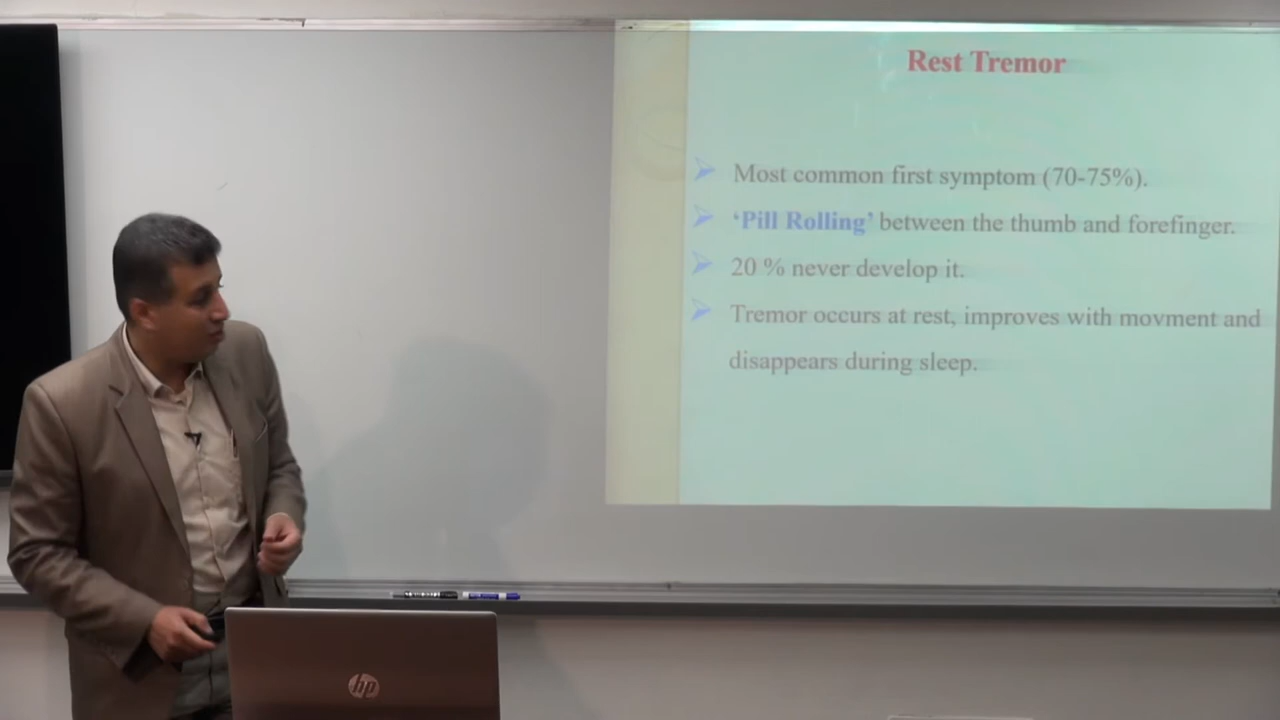 Rest Tremor
Most common first symptom (70-75%).
‘Pill Rolling’ between the thumb and forefinger.
20 % never develop it.
Tremor occurs at rest, improves with movment and
disappears during sleep.
hp